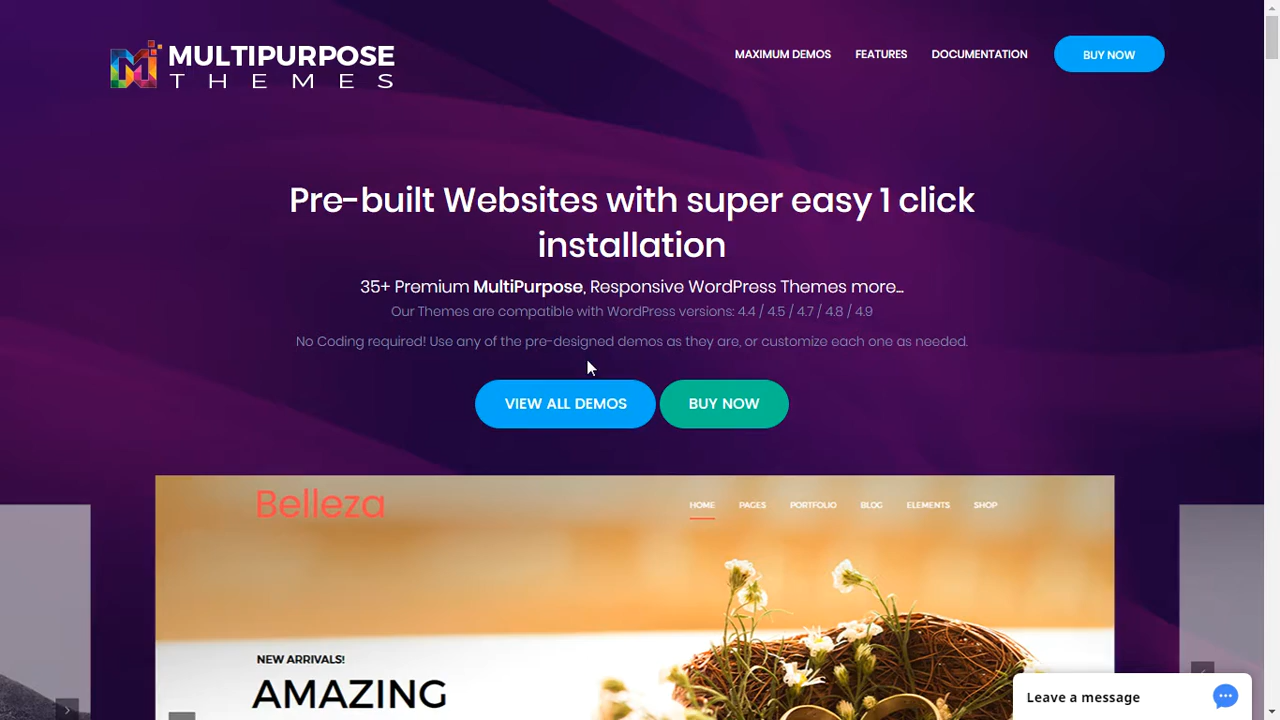 MULTIPURPOSE
THEMES
MAXIMUM DEMOS
FEATURES
DOCUMENTATION
BUY NOW
Pre-built Websites with super easy 1 click
installation
35+ Premium MultiPurpose, Responsive WordPress Themes more...
Our Themes are compatible with WordPress versions: 4.4 / 4.5 / 4.7 / 4.8 / 4.9
No Coding required! Use any of the pre-designed demos as they are, or customize each one as needed.
VIEW ALL DEMOS
BUY NOW
Belleza
HOME
PAGES
PORTFOLIO
BLOG
ELEMENTS
SHOP
NEW ARRIVALS!
AMAZING
Leave a message